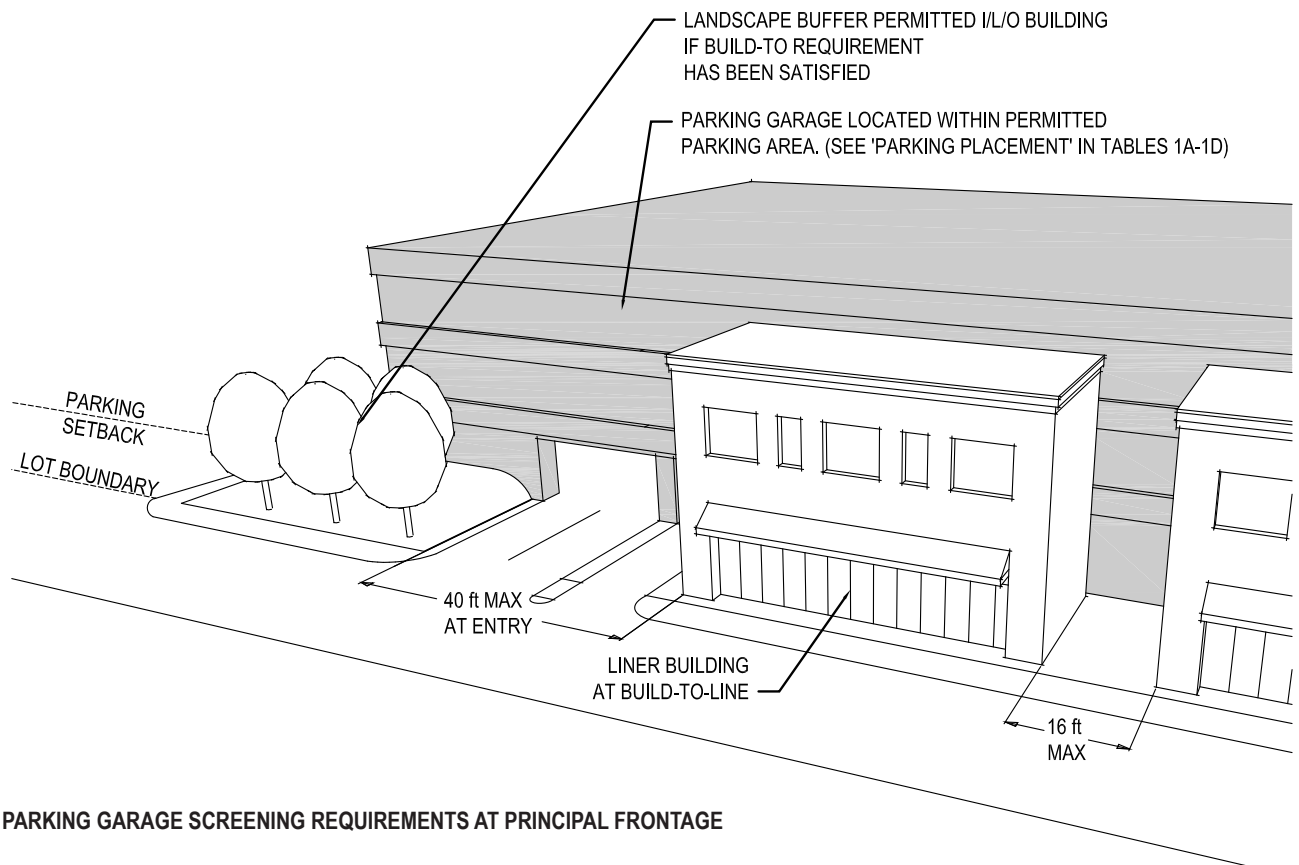 LANDSCAPE BUFFER PERMITTED I/L/O BUILDING
IF BUILD-TO REQUIREMENT
HAS BEEN SATISFIED
PARKING GARAGE LOCATED WITHIN PERMITTED
PARKING AREA. (SEE 'PARKING PLACEMENT' IN TABLES 1A-1D)
PARKING
SETBACK
LOT BOUNDARY
40 ft MAX
AT ENTRY
LINER BUILDING
AT BUILD-TO-LINE
16 ft
MAX
PARKING GARAGE SCREENING REQUIREMENTS AT PRINCIPAL FRONTAGE